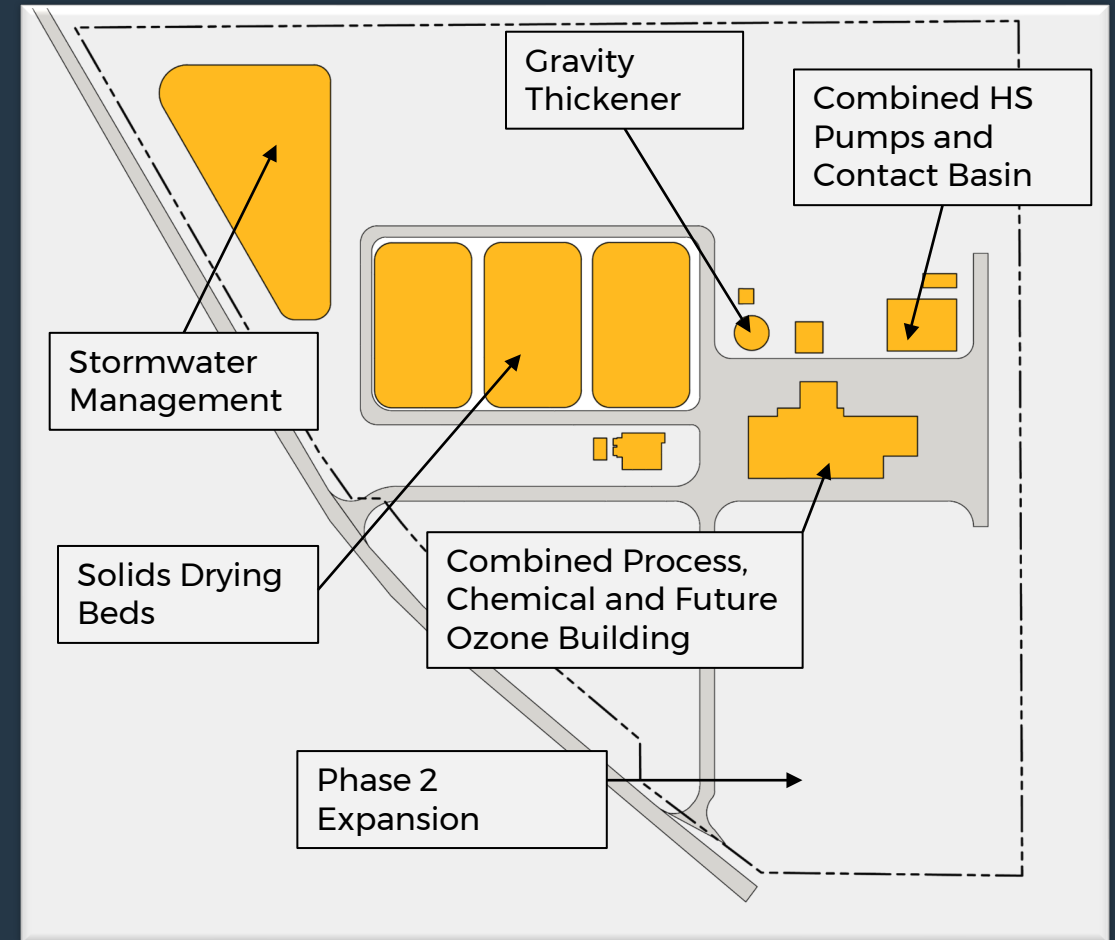 Gravity
Thickener
Combined HS
Pumps and
Contact Basin
Stormwater
Management
Solids Drying
Beds
Combined Process,
Chemical and Future
Ozone Building
Phase 2
Expansion